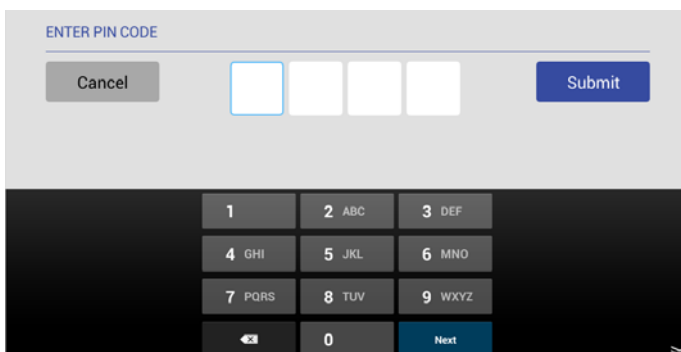 ENTER PIN CODE
Cancel
Submit
1
2 ABC
3 DEF
4 GHI
5 JKL
6 MNO
7 PQRS
8 TUV
9 WXYZ
0
Next